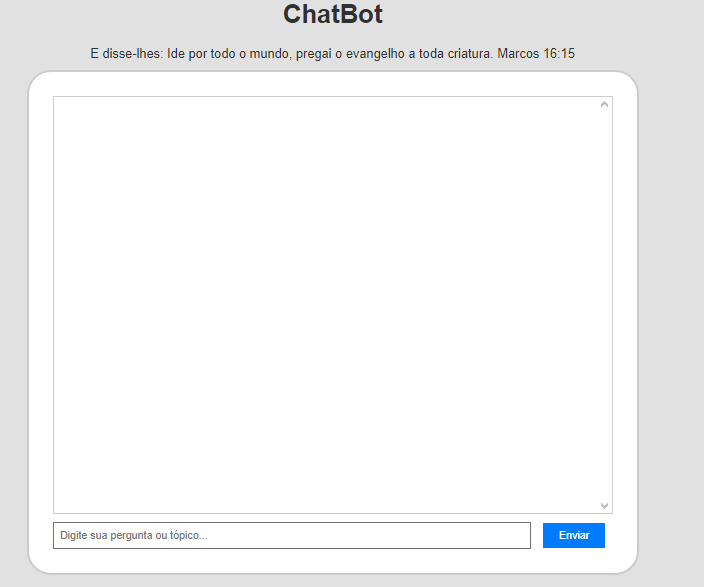 ChatBot
E disse-lhes: Ide por todo o mundo, pregai o evangelho a toda criatura. Marcos 16:15
Digite sua pergunta ou tópico...
Enviar